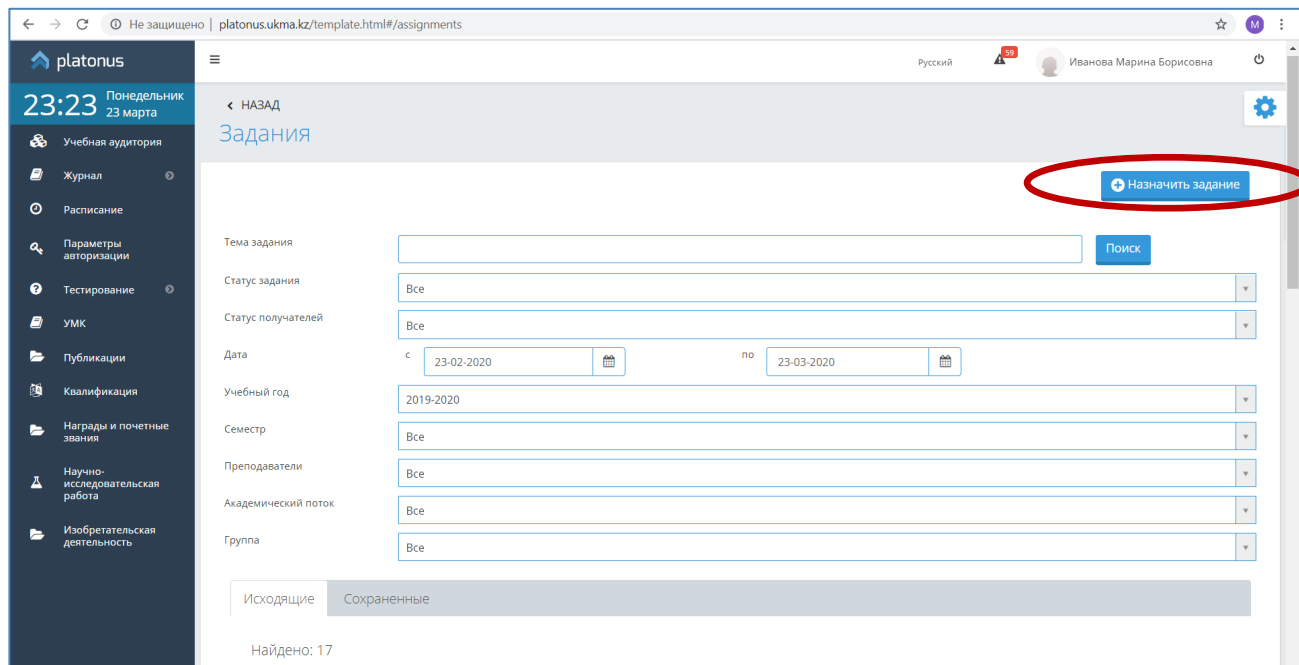 Не защищено | platonus.ukma.kz/template.html#/assignments
M
platonus
Русский
59
Иванова Марина Борисовна
23:23
Понедельник
23 марта
НАЗАД
Задания
Учебная аудитория
Журнал
Расписание
Параметры
авторизации
Тестирование
УМК
Публикации
Квалификация
Награды и почетные
звания
Научно-
исследовательская
работа
Изобретательская
деятельность
Назначить задание
Тема задания
Поиск
Статус задания
Все
Статус получателей
Все
Дата
с
23-02-2020
по
23-03-2020
Учебный год
2019-2020
Семестр
Все
Преподаватели
Все
Академический поток
Все
Группа
Все
Исходящие
Сохраненные
Найдено: 17